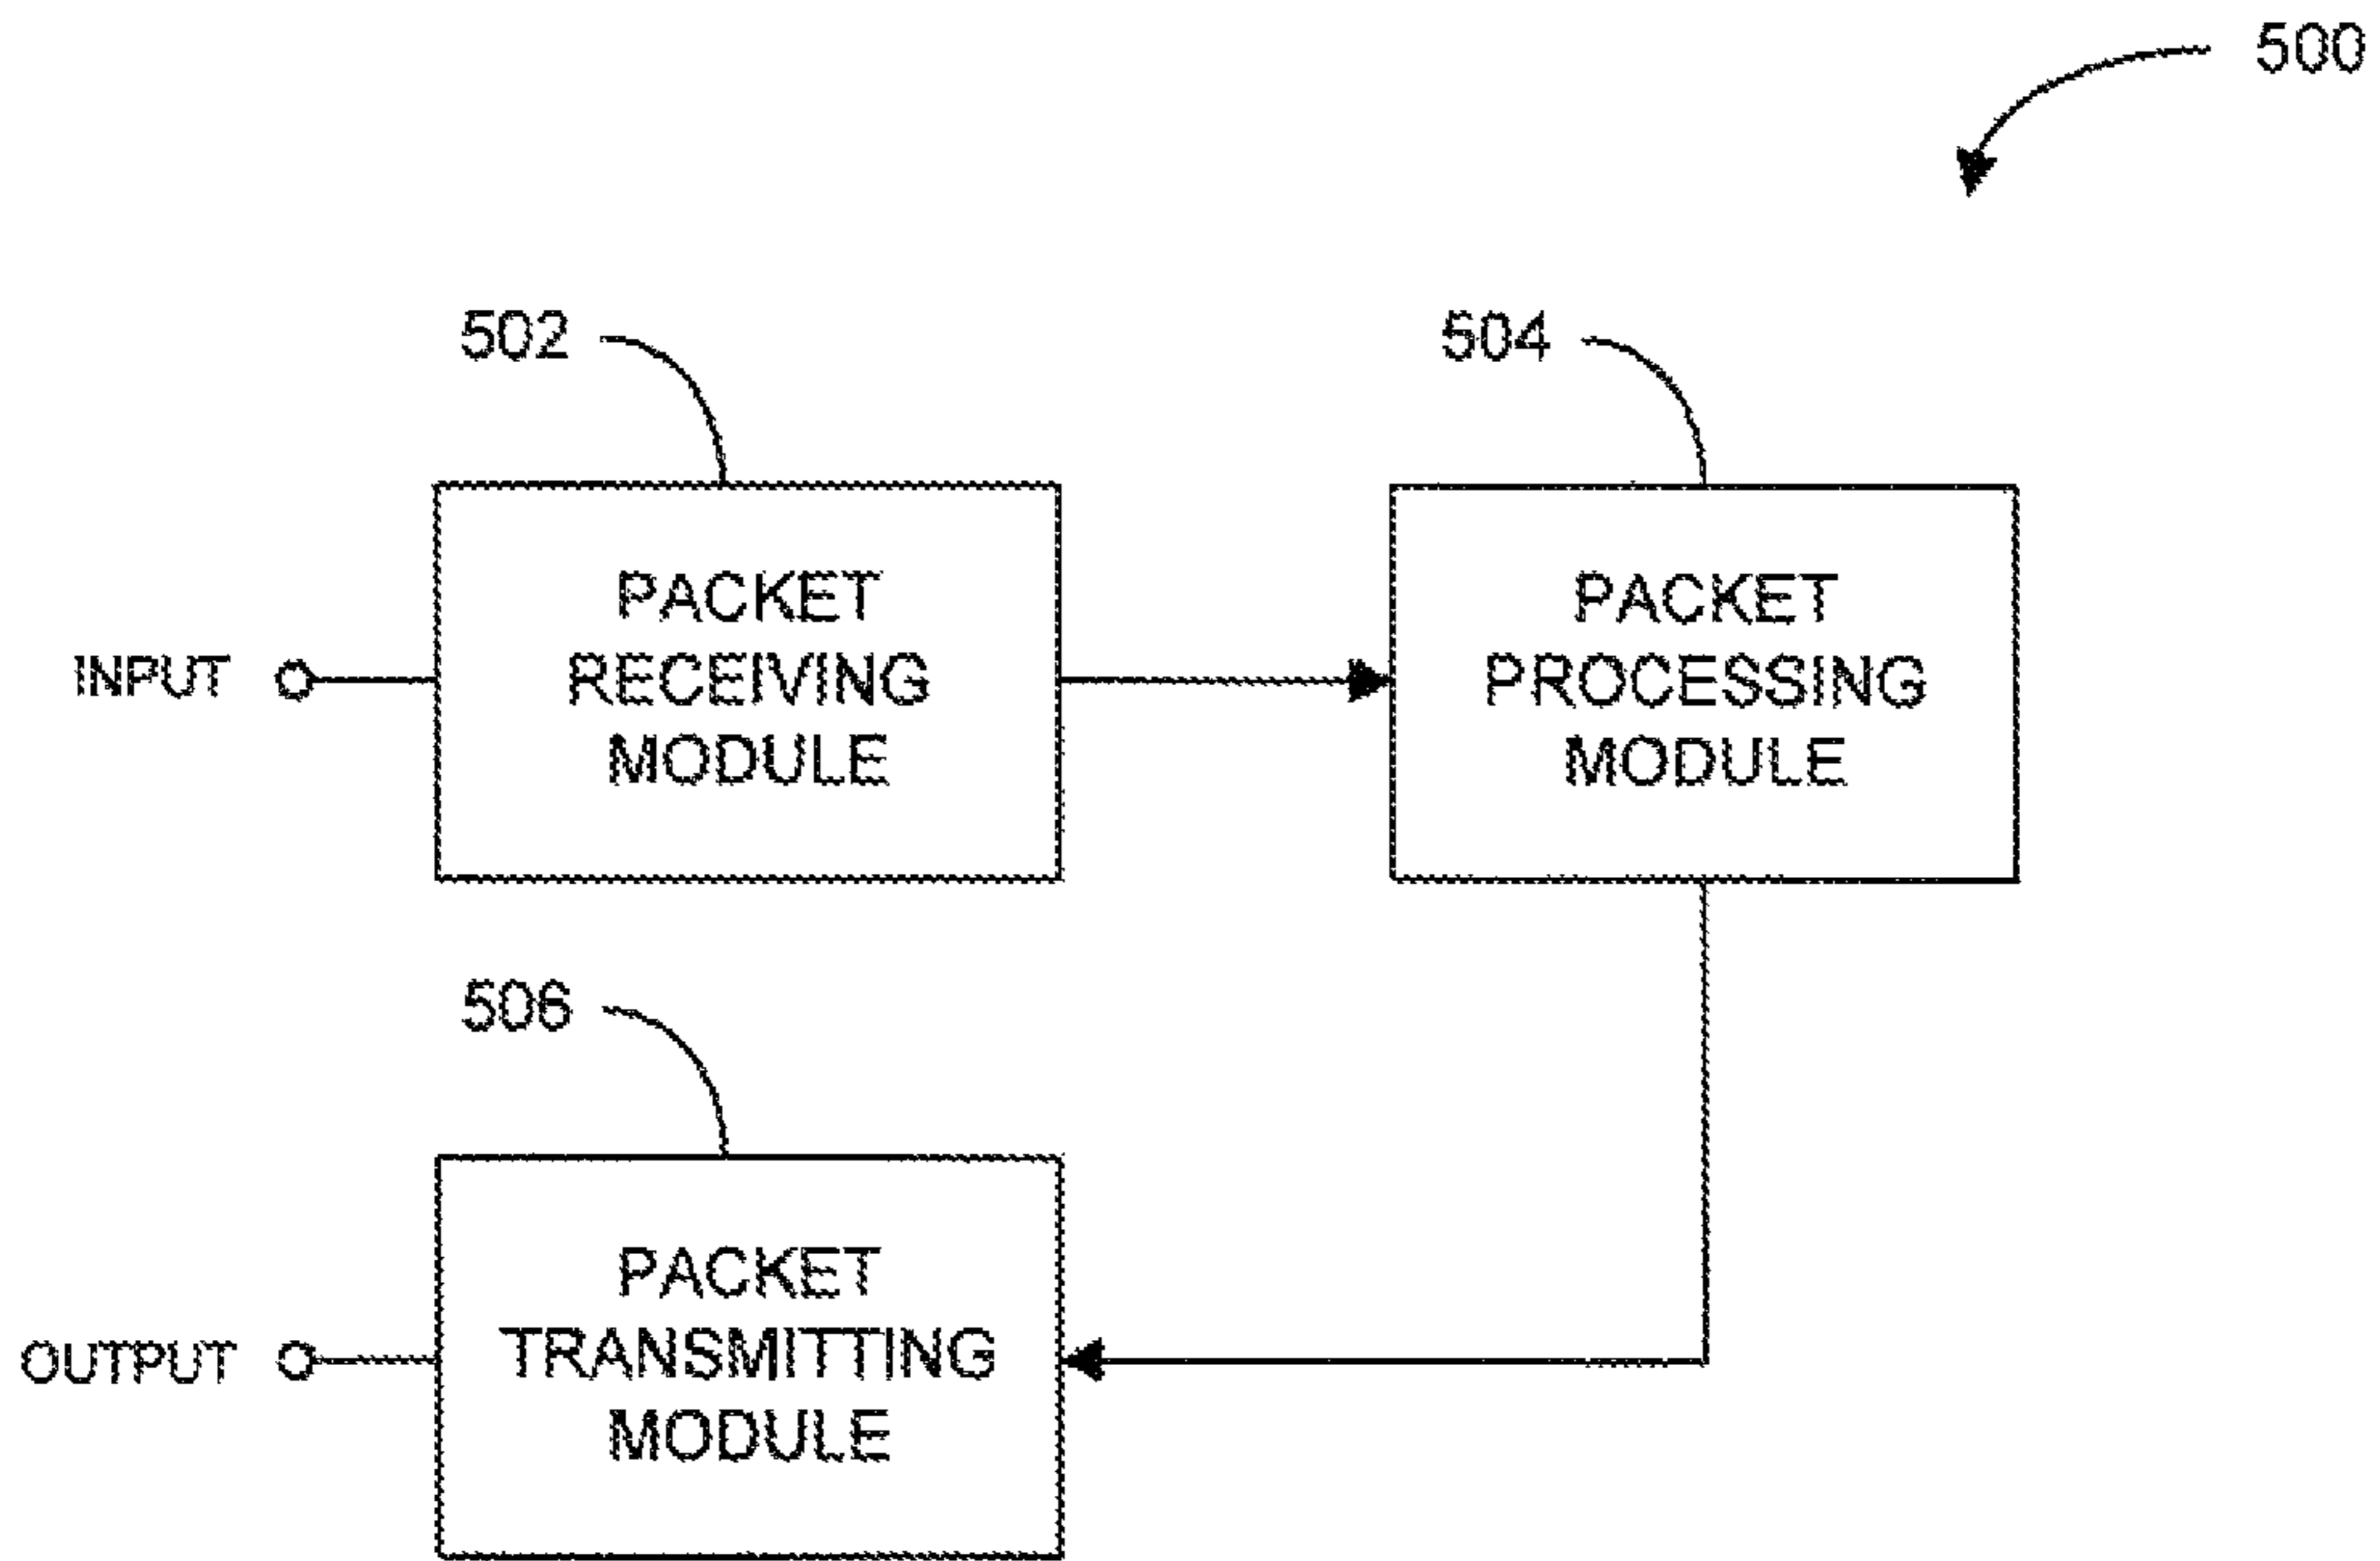 500
502
504
PACKET
RECEIVING
MODULE
PACKET
PROCESSING
MODULE
INPUT
506
PACKET
TRANSMITTING
MODULE
OUTPUT